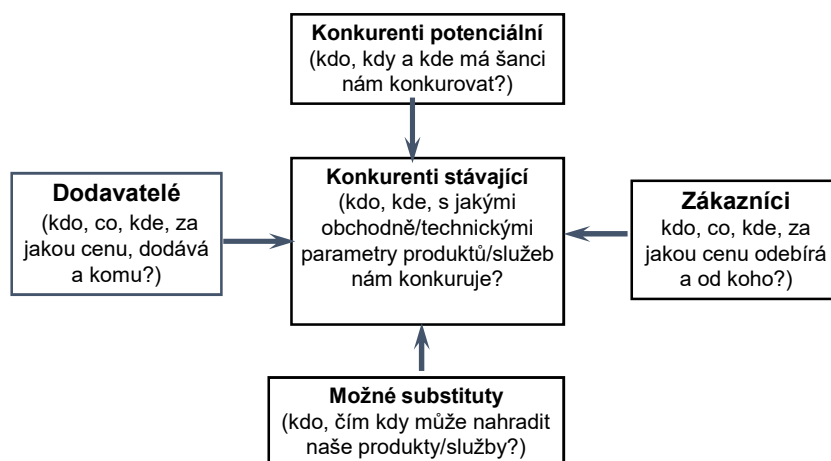 Konkurenti potenciální
(kdo, kdy a kde má šanci
nám konkurovat?)
Dodavatelé
(kdo, co, kde, za
jakou cenu, dodává
a komu?)
Konkurenti stávající
(kdo, kde, s jakými
obchodně/technickými
parametry produktů/služeb
nám konkuruje?
Zákazníci
kdo, co, kde, za
jakou cenu odebírá
a od koho?)
Možné substituty
(kdo, čím kdy může nahradit
naše produkty/služby?)